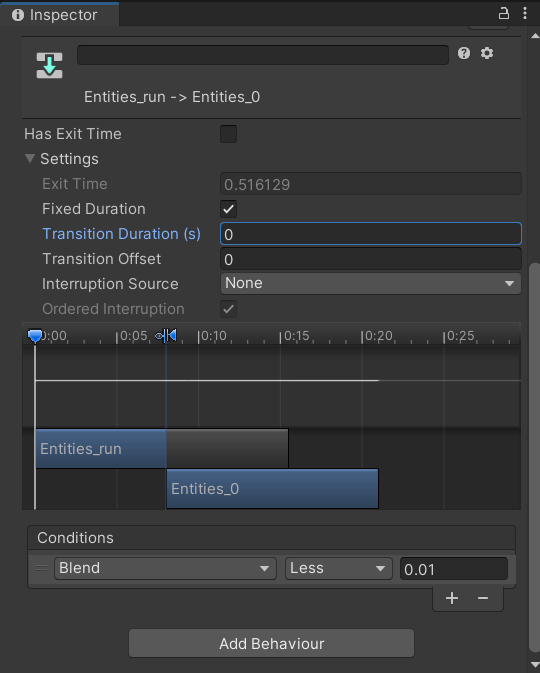 Inspector
Entities_run -> Entities_0
Has Exit Time
Settings
Exit Time 0.516129
Fixed Duration
Transition Duration (s) 0
Transition Offset 0
Interruption Source None
Ordered Interruption
0:00 0:05 0:10 0:15 0:20 0:25
Entities_run
Entities_0
Conditions
Blend Less 0.01
Add Behaviour